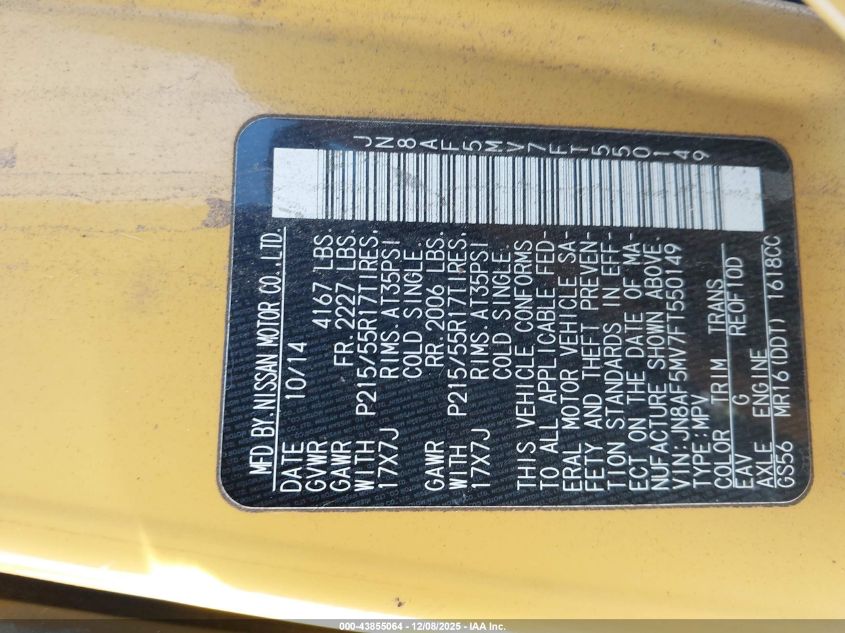 JN8AF5MV7FT550149
MFD BY NISSAN MOTOR CO., LTD.
DATE 10/14
GVWR 4167 LBS.
GAWR FR. 2227 LBS.
WITH P215/55R17TIRES,
17X7J RIMS. AT35PSI
COLD SINGLE.
GAWR RR. 2006 LBS.
WITH P215/55R17TIRES,
17X7J RIMS. AT35PSI
COLD SINGLE.
THIS VEHICLE CONFORMS
TO ALL APPLICABLE FED-
ERAL MOTOR VEHICLE SA-
FETY AND THEFT PREVEN-
TION STANDARDS IN EFF-
ECT ON THE DATE OF MA-
NUFACTURE SHOWN ABOVE.
VIN:JN8AF5MV7FT550149
TYPE:MPV
COLOR TRIM TRANS
EAV G RE0F10D
AXLE ENGINE
GS56 MR16(DDT) 1618CC
000-43855064 - 12/08/2025 - IAA Inc.